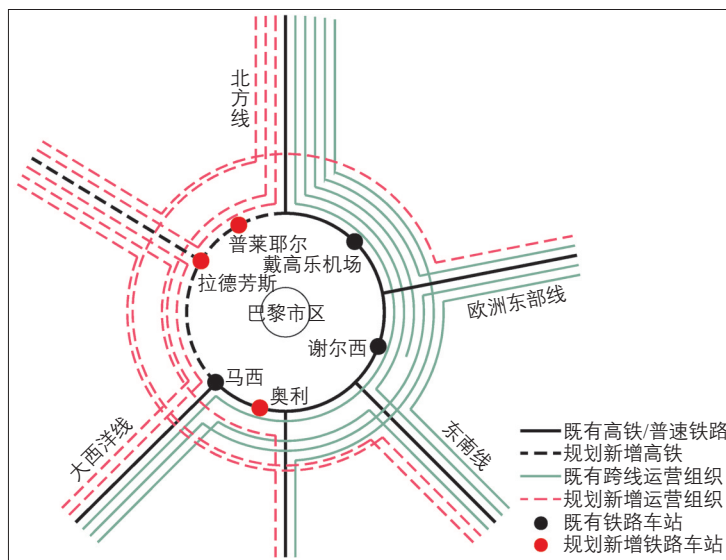 北方线
普莱耶尔
戴高乐机场
拉德芳斯
巴黎市区
欧洲东部线
谢尔西
马西
奥利
大西洋线
东南线
既有高铁/普速铁路
规划新增高铁
既有跨线运营组织
规划新增运营组织
既有铁路车站
规划新增铁路车站